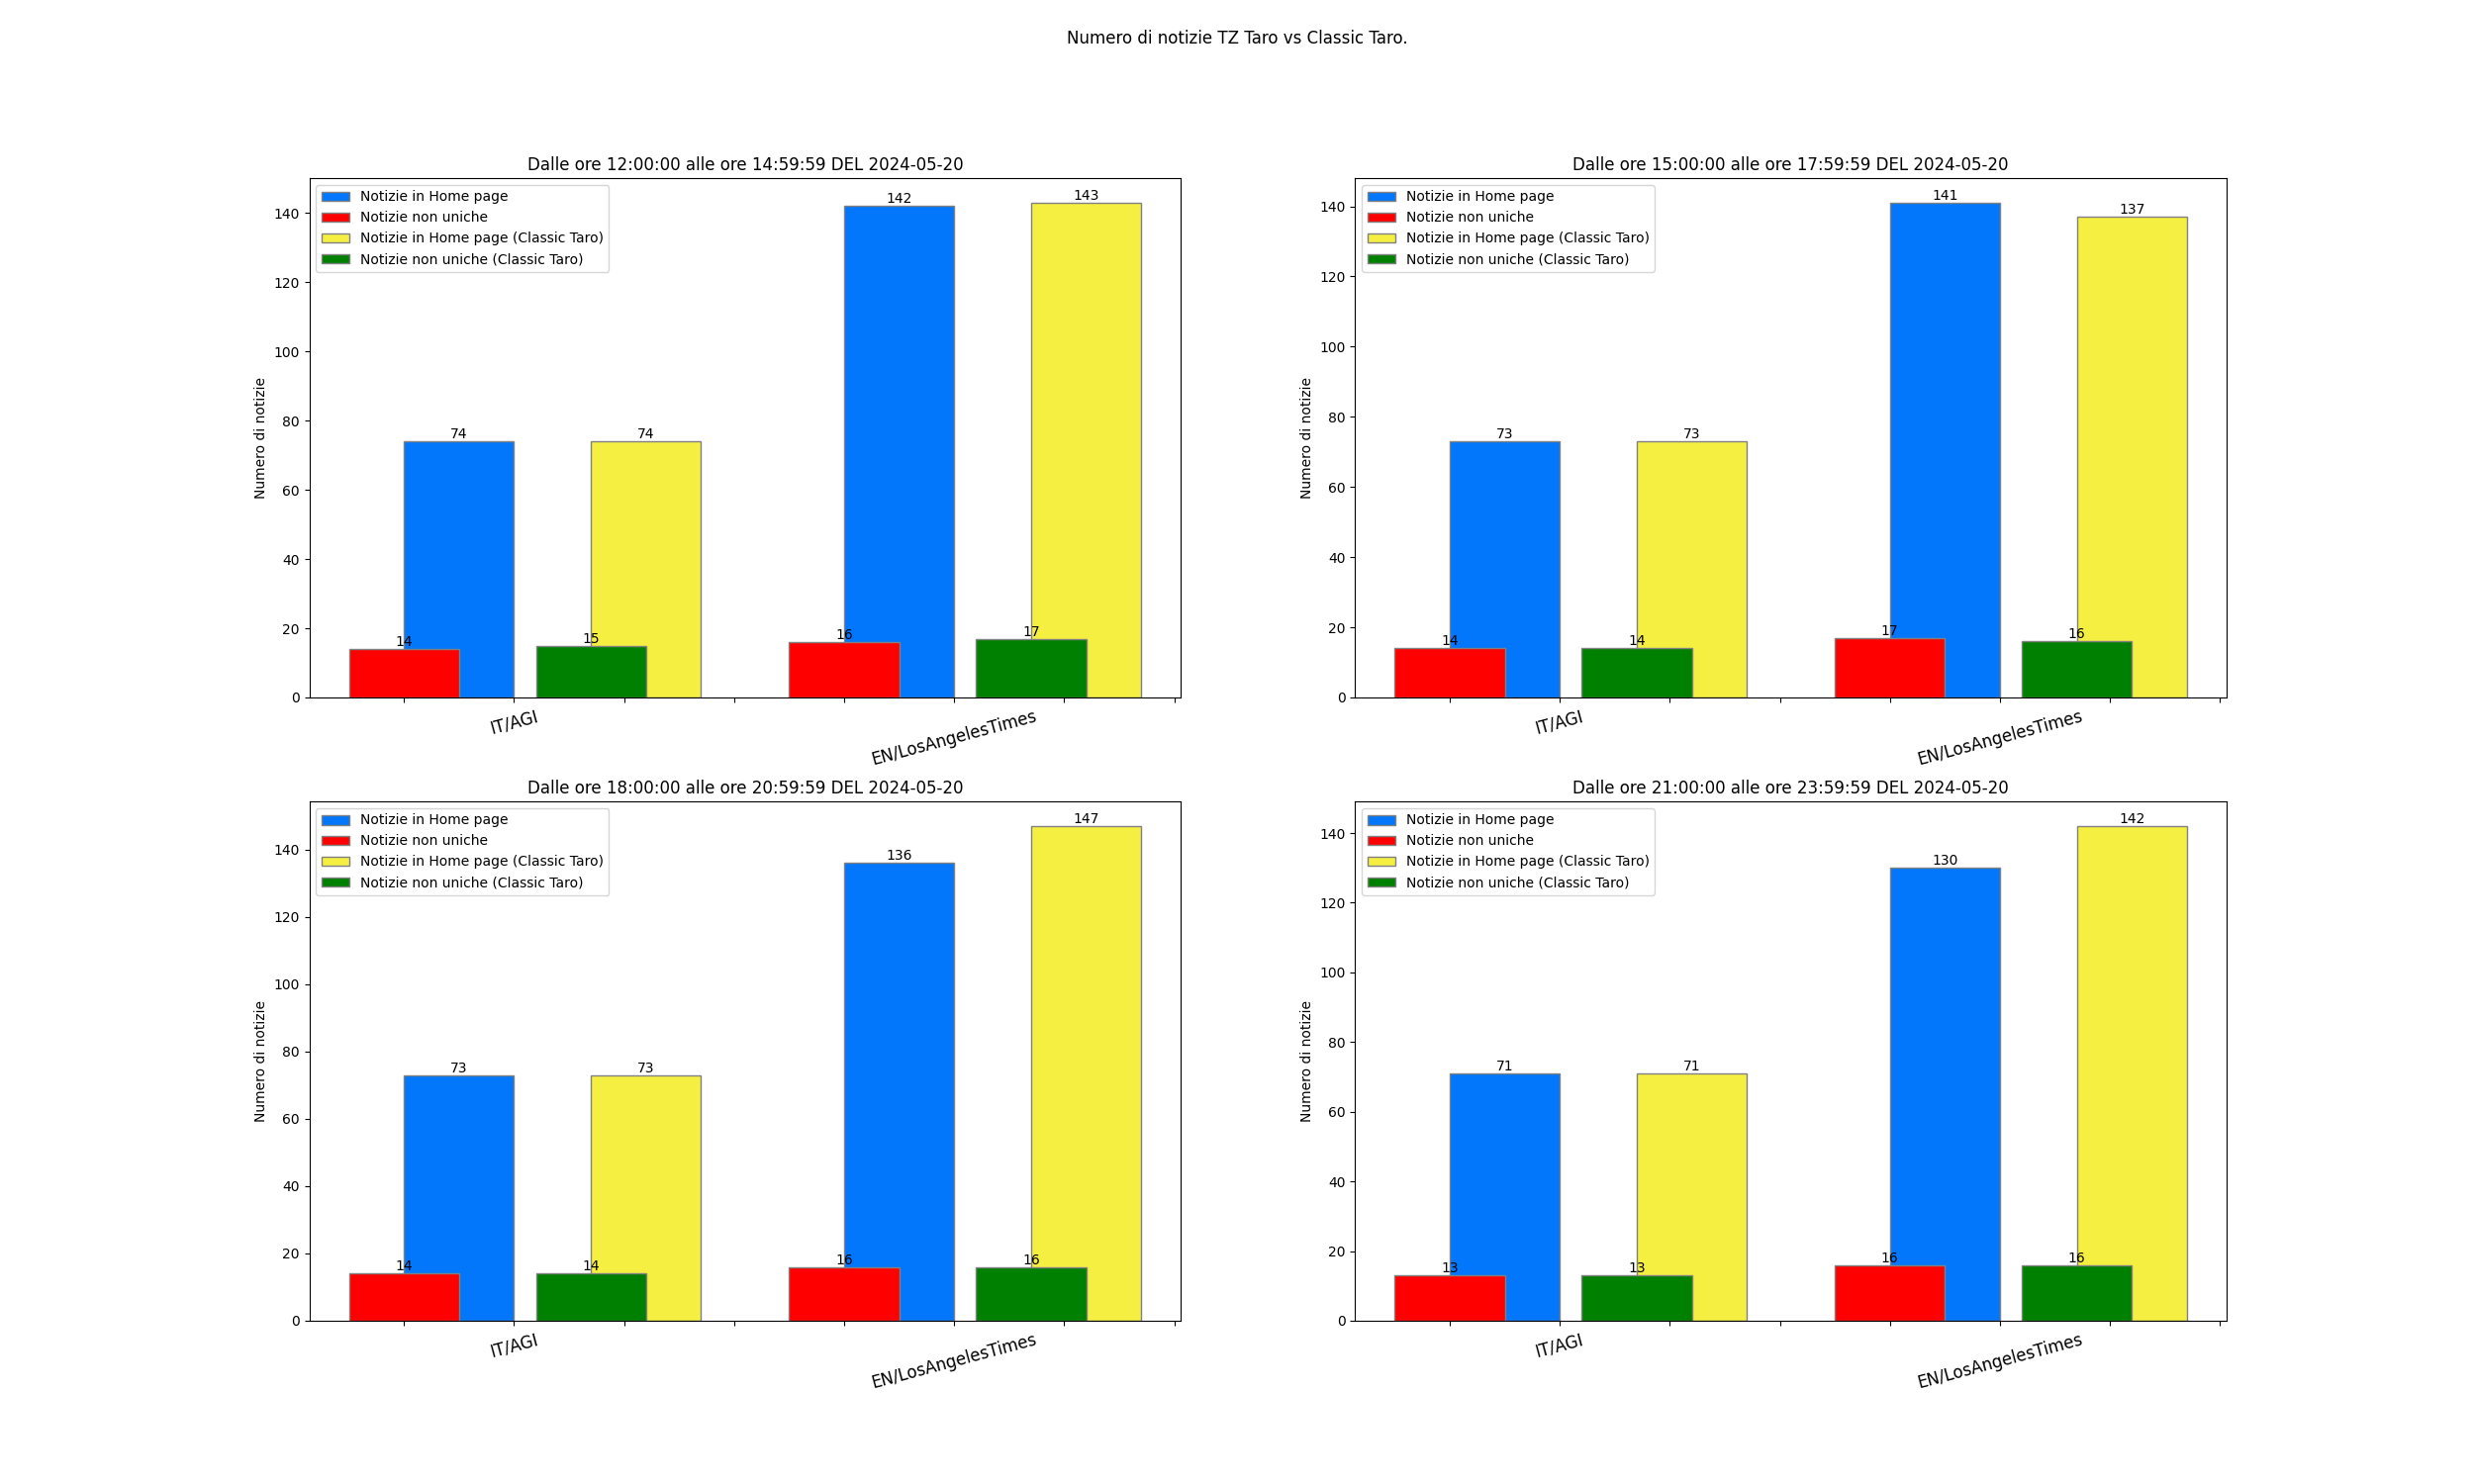 Numero di notizie TZ Taro vs Classic Taro.
Dalle ore 12:00:00 alle ore 14:59:59 DEL 2024-05-20
Notizie in Home page
Notizie non uniche
Notizie in Home page (Classic Taro)
Notizie non uniche (Classic Taro)
Numero di notizie
140
120
100
80
60
40
20
0
14
74
15
74
16
142
17
143
IT/AGI
EN/LosAngelesTimes
Dalle ore 15:00:00 alle ore 17:59:59 DEL 2024-05-20
Notizie in Home page
Notizie non uniche
Notizie in Home page (Classic Taro)
Notizie non uniche (Classic Taro)
Numero di notizie
140
120
100
80
60
40
20
0
14
73
14
73
17
141
16
137
IT/AGI
EN/LosAngelesTimes
Dalle ore 18:00:00 alle ore 20:59:59 DEL 2024-05-20
Notizie in Home page
Notizie non uniche
Notizie in Home page (Classic Taro)
Notizie non uniche (Classic Taro)
Numero di notizie
140
120
100
80
60
40
20
0
14
73
14
73
16
136
16
147
IT/AGI
EN/LosAngelesTimes
Dalle ore 21:00:00 alle ore 23:59:59 DEL 2024-05-20
Notizie in Home page
Notizie non uniche
Notizie in Home page (Classic Taro)
Notizie non uniche (Classic Taro)
Numero di notizie
140
120
100
80
60
40
20
0
13
71
13
71
16
130
16
142
IT/AGI
EN/LosAngelesTimes